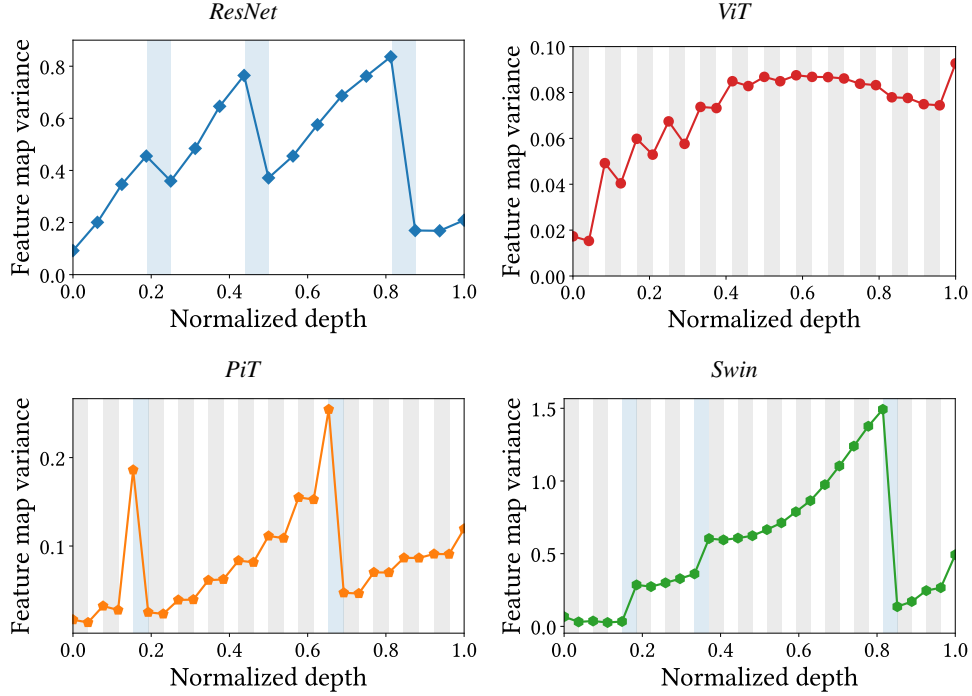 ResNet
Feature map variance
0.8
0.6
0.4
0.2
0.0
0.0 0.2 0.4 0.6 0.8 1.0
Normalized depth
ViT
Feature map variance
0.10
0.08
0.06
0.04
0.02
0.00
0.0 0.2 0.4 0.6 0.8 1.0
Normalized depth
PiT
Feature map variance
0.2
0.1
0.0 0.2 0.4 0.6 0.8 1.0
Normalized depth
Swin
Feature map variance
1.5
1.0
0.5
0.0
0.0 0.2 0.4 0.6 0.8 1.0
Normalized depth